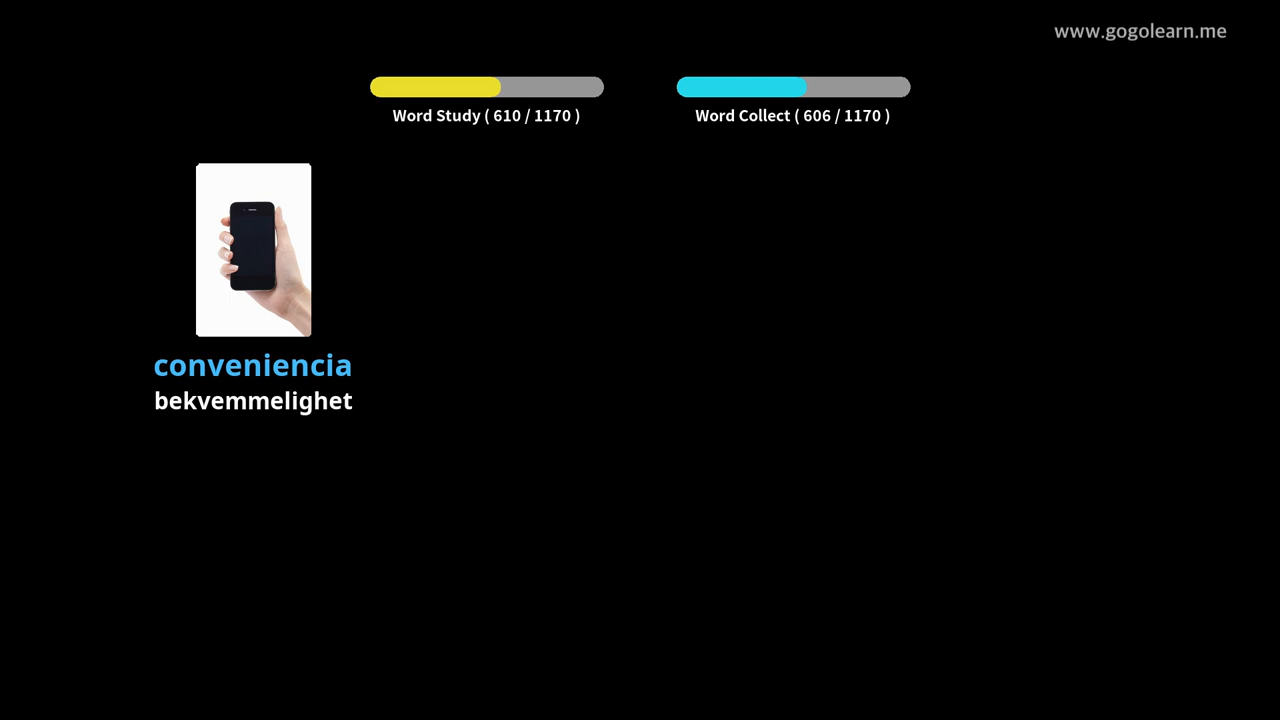 www.gogolearn.me
Word Study ( 610 / 1170 )
Word Collect ( 606 / 1170 )
conveniencia
bekvemmelighet